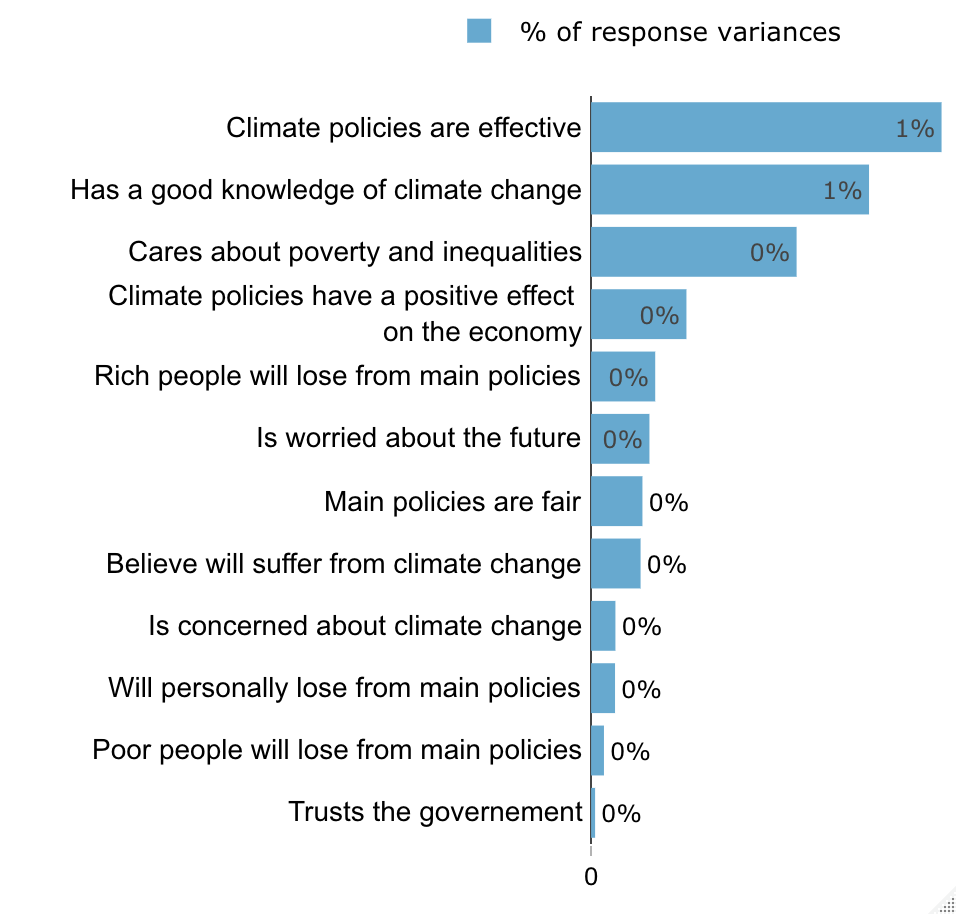 % of response variances
Climate policies are effective 1%
Has a good knowledge of climate change 1%
Cares about poverty and inequalities 0%
Climate policies have a positive effect
on the economy 0%
Rich people will lose from main policies 0%
Is worried about the future 0%
Main policies are fair 0%
Believe will suffer from climate change 0%
Is concerned about climate change 0%
Will personally lose from main policies 0%
Poor people will lose from main policies 0%
Trusts the governement 0%
0